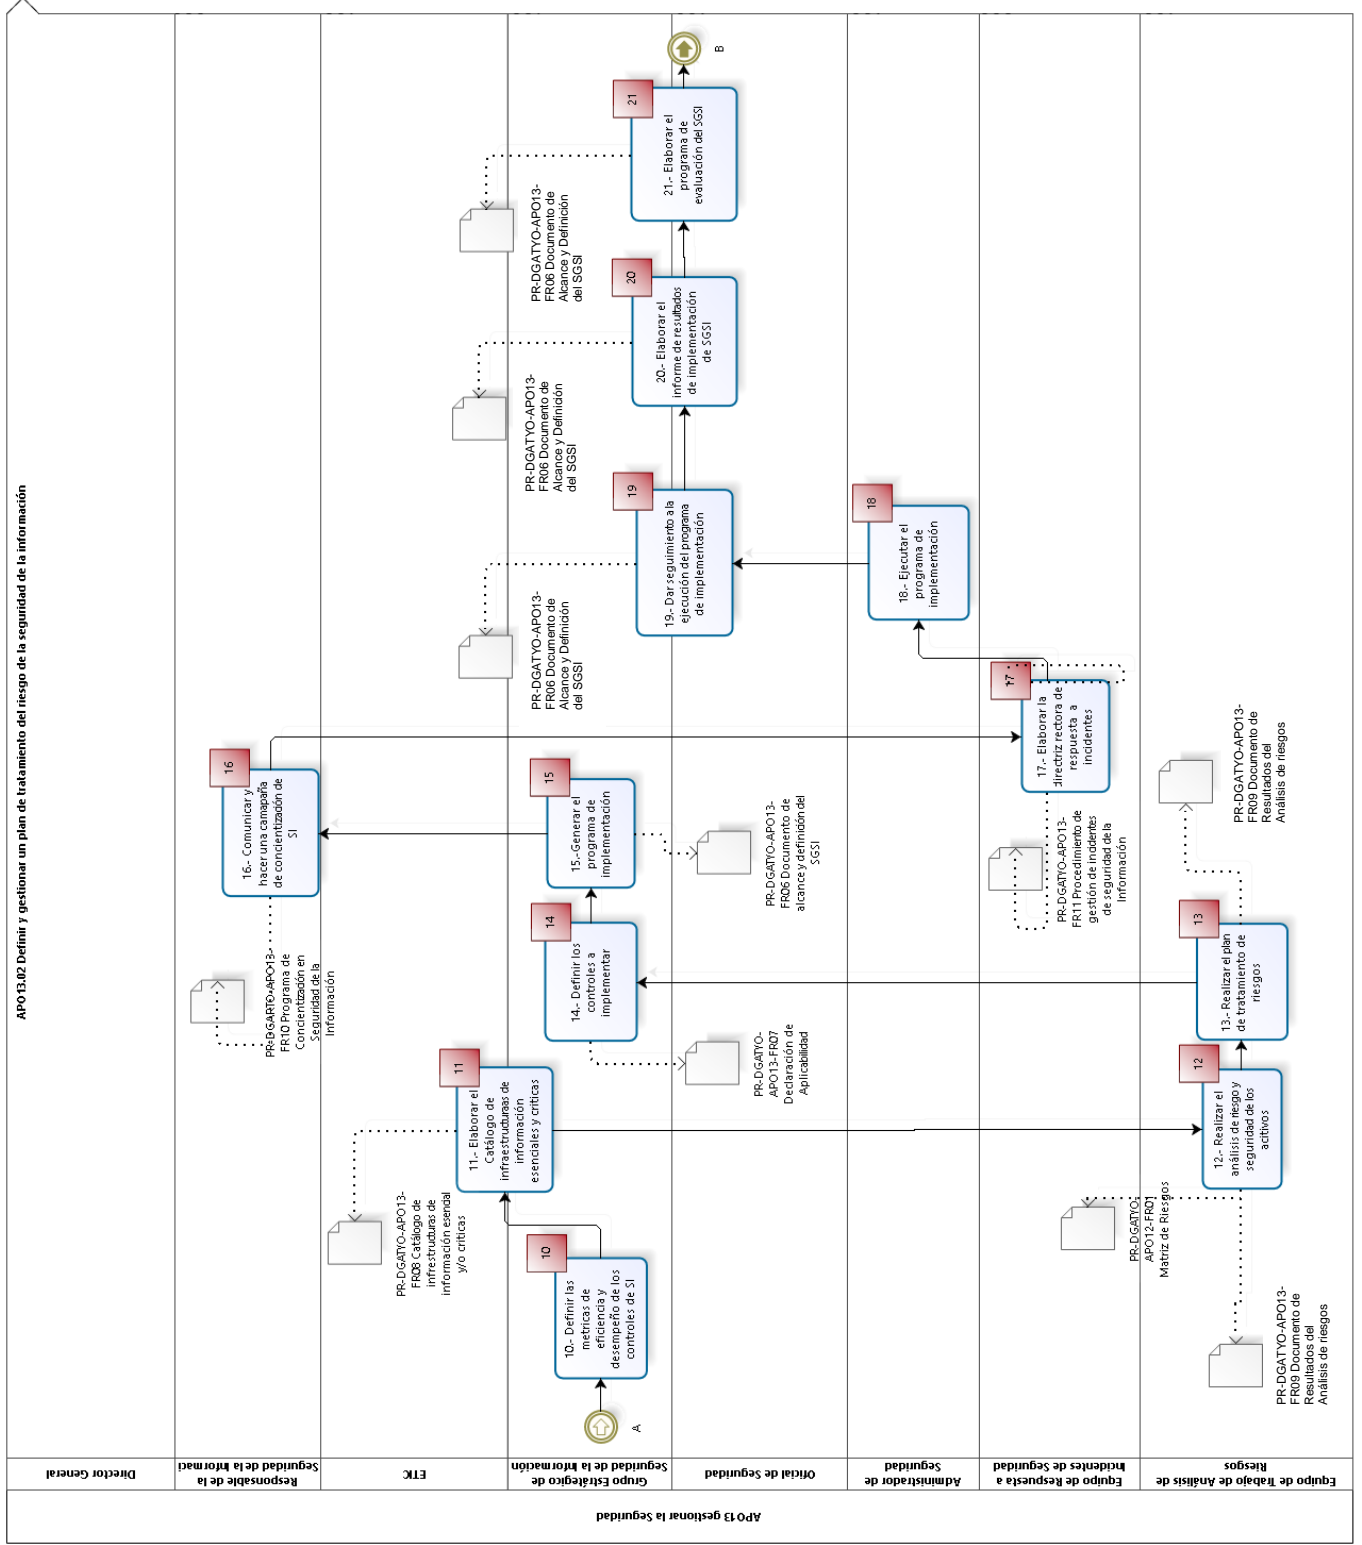 APO13.02 Definir y gestionar un plan de tratamiento del riesgo de la seguridad de la información
APO13 gestionar la Seguridad
Director General
Responsable de la
Seguridad de la Informaci
ETIC
Grupo Estratégico de
Seguridad de la Información
Oficial de Seguridad
Administrador de
Seguridad
Equipo de Respuesta a
Incidentes de Seguridad
Equipo de Trabajo de Análisis de
Riesgos
A
10
10.- Definir las
metricas de
eficiencia y
desempeño de los
controles de SI
11
11.- Elaborar el
Catálogo de
infraestructuraas de
información
esenciales y criticas
PR-DGATYO-APO13-
FR08 Catálogo de
infrestructuras de
información esencial
y/o criticas
12
12.- Realizar el
análisis de riesgo y
seguridad de los
acitivos
PR-DGATYO-
APO12-FR01
Matriz de Riesgos
PR-DGATYO-APO13-
FR09 Documento de
Resultados del
Análisis de riesgos
13
13.- Realizar el plan
de tratamiento de
riesgos
PR-DGATYO-APO13-
FR09 Documento de
Resultados del
Análisis de riesgos
14
14.- Definir los
controles a
implementar
PR-DGATYO-
APO13-FR07
Declaración de
Aplicabilidad
15
15.-Generar el
programa de
implementación
PR-DGATYO-APO13-
FR06 Documento de
alcance y definición del
SGSI
16
16.- Comunicar y
hacer una camapaña
de concientización de
SI
PR-DGARTO-APO13-
FR10 Programa de
Concientización en
Seguridad de la
Información
17
17.- Elaborar la
directriz rectora de
respuesta a
incidentes
PR-DGATYO-APO13-
FR11 Procedimiento de
gestión de incidentes
de seguridad de la
Información
18
18.- Ejecutar el
programa de
implementación
19
19.- Dar seguimiento a la
ejecución del programa
de implementación
PR-DGATYO-APO13-
FR06 Documento de
Alcance y Definición
del SGSI
20
20.- Elaborar el
informe de resultados
de implementación
de SGSI
PR-DGATYO-APO13-
FR06 Documento de
Alcance y Definición
del SGSI
21
21.- Elaborar el
programa de
evaluación del SGSI
PR-DGATYO-APO13-
FR06 Documento de
Alcance y Definición
del SGSI
B